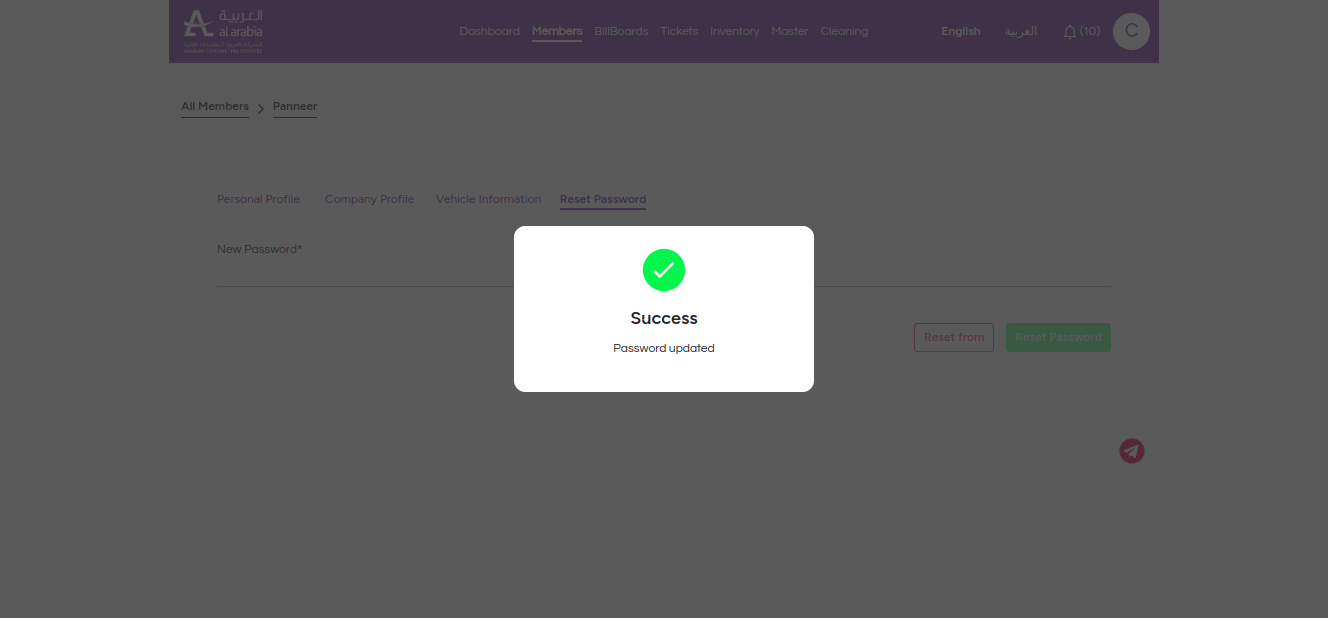 العربية
al arabia
Dashboard Members BillBoards Tickets Inventory Master Cleaning English العربية (10) C
All Members > Panneer
Personal Profile Company Profile Vehicle Information Reset Password
New Password*
Success
Password updated
Reset from Reset Password